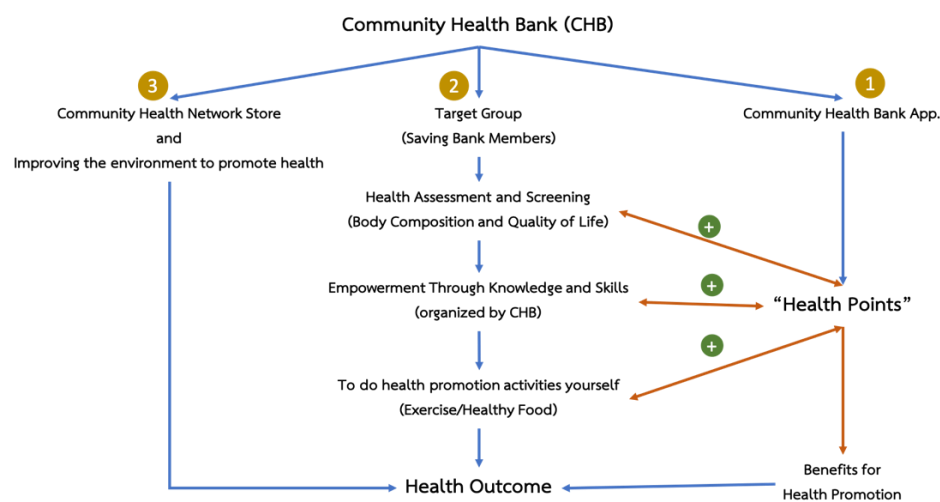 Community Health Bank (CHB)
3
2
1
Community Health Network Store
and
Improving the environment to promote health
Target Group
(Saving Bank Members)
Community Health Bank App.
Health Assessment and Screening
(Body Composition and Quality of Life)
+
Empowerment Through Knowledge and Skills
(organized by CHB)
+
“Health Points”
+
To do health promotion activities yourself
(Exercise/Healthy Food)
Health Outcome
Benefits for
Health Promotion